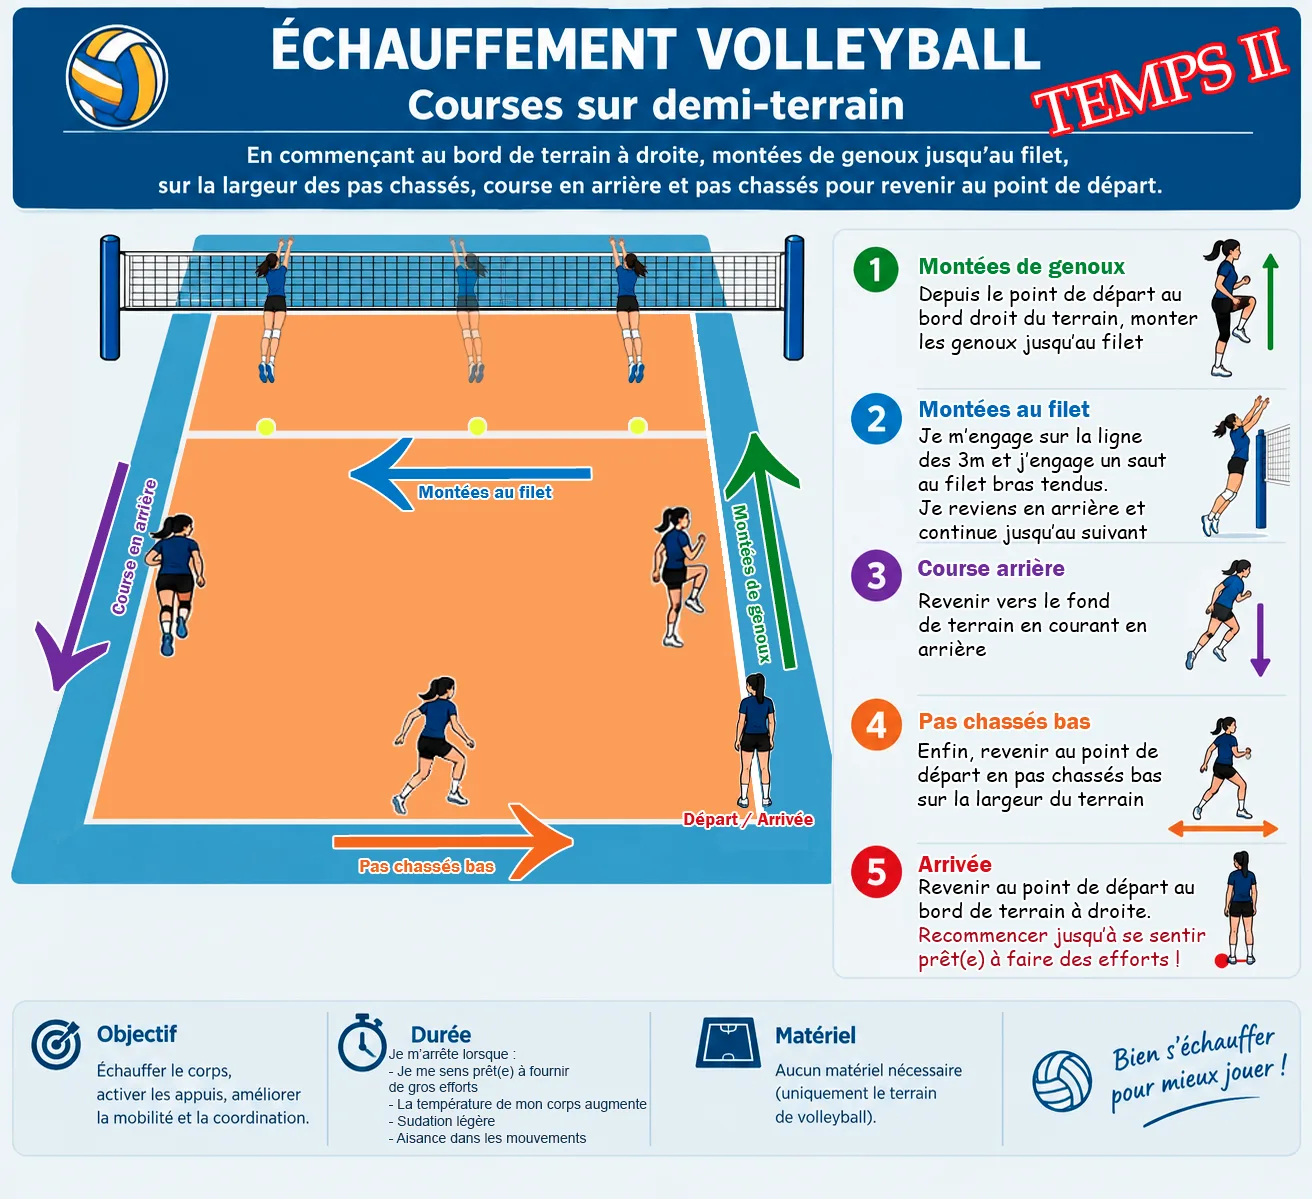 ÉCHAUFFEMENT VOLLEYBALL
TEMPS II
Courses sur demi-terrain
En commençant au bord de terrain à droite, montées de genoux jusqu'au filet,
sur la largeur des pas chassés, course en arrière et pas chassés pour revenir au point de départ.
Montées au filet
Course en arrière
Montées de genoux
Départ / Arrivée
Pas chassés bas
1
Montées de genoux
Depuis le point de départ au
bord droit du terrain, monter
les genoux jusqu'au filet
2
Montées au filet
Je m'engage sur la ligne
des 3m et j'engage un saut
au filet bras tendus.
Je reviens en arrière et
continue jusqu'au suivant
3
Course arrière
Revenir vers le fond
de terrain en courant en
arrière
4
Pas chassés bas
Enfin, revenir au point de
départ en pas chassés bas
sur la largeur du terrain
5
Arrivée
Revenir au point de départ au
bord de terrain à droite.
Recommencer jusqu'à se sentir
prêt(e) à faire des efforts !
Objectif
Échauffer le corps,
activer les appuis, améliorer
la mobilité et la coordination.
Durée
Je m'arrête lorsque :
- Je me sens prêt(e) à fournir
de gros efforts
- La température de mon corps augmente
- Sudation légère
- Aisance dans les mouvements
Matériel
Aucun matériel nécessaire
(uniquement le terrain
de volleyball).
Bien s'échauffer
pour mieux jouer !